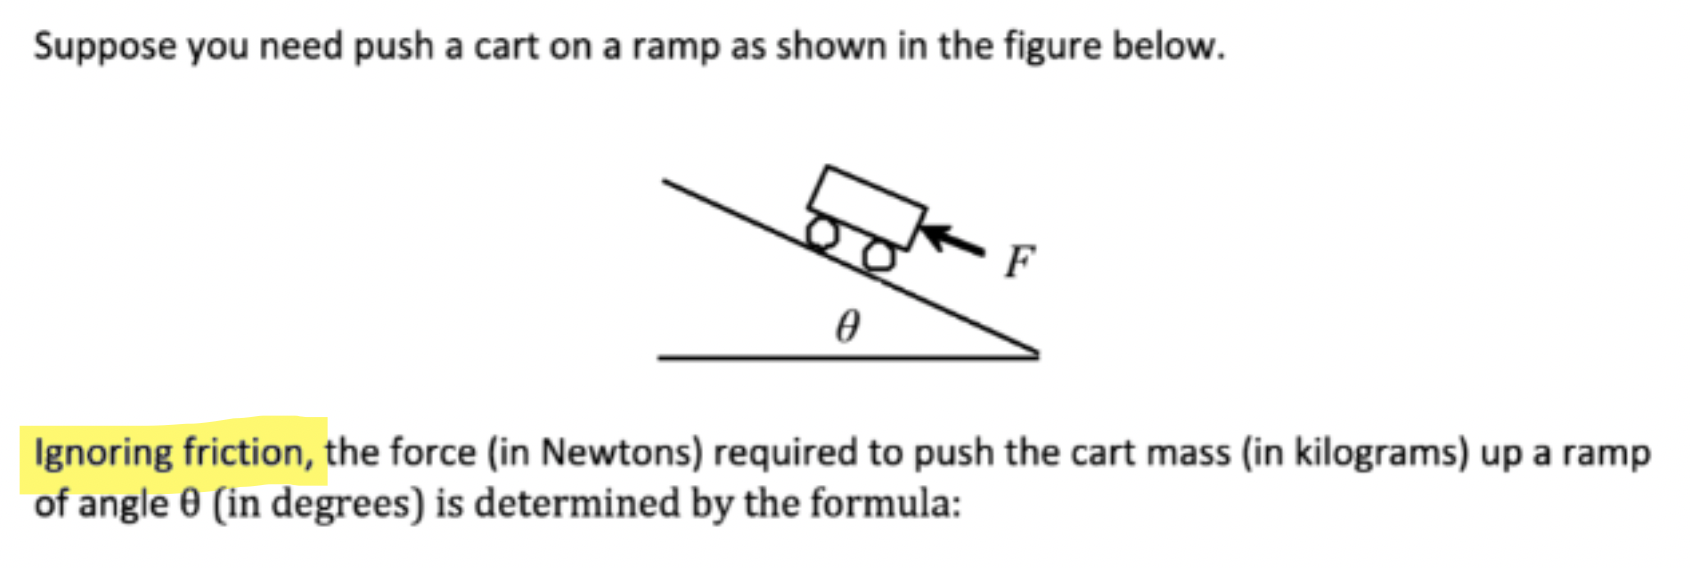 Suppose you need push a cart on a ramp as shown in the figure below.
F
θ
Ignoring friction, the force (in Newtons) required to push the cart mass (in kilograms) up a ramp
of angle θ (in degrees) is determined by the formula: